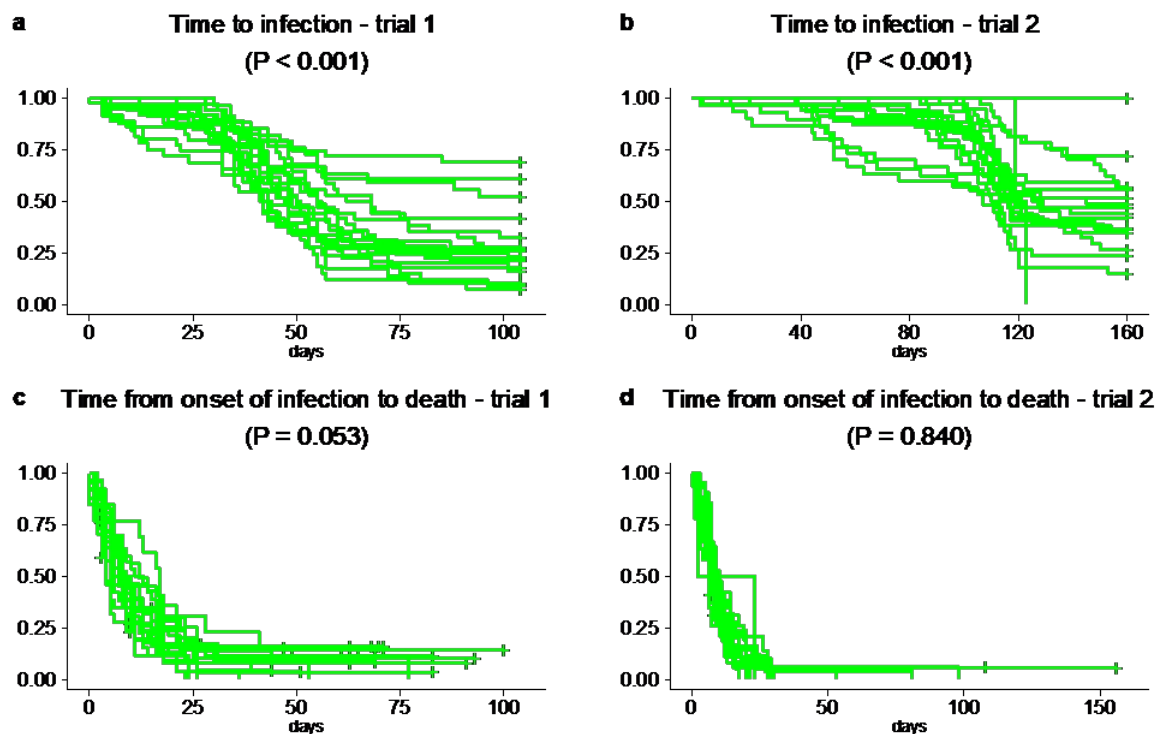 a Time to infection - trial 1
(P < 0.001)
1.00
0.75
0.50
0.25
0.00
0 25 50 75 100
days
b Time to infection - trial 2
(P < 0.001)
1.00
0.75
0.50
0.25
0.00
0 40 80 120 160
days
c Time from onset of infection to death - trial 1
(P = 0.053)
1.00
0.75
0.50
0.25
0.00
0 25 50 75 100
days
d Time from onset of infection to death - trial 2
(P = 0.840)
1.00
0.75
0.50
0.25
0.00
0 50 100 150
days